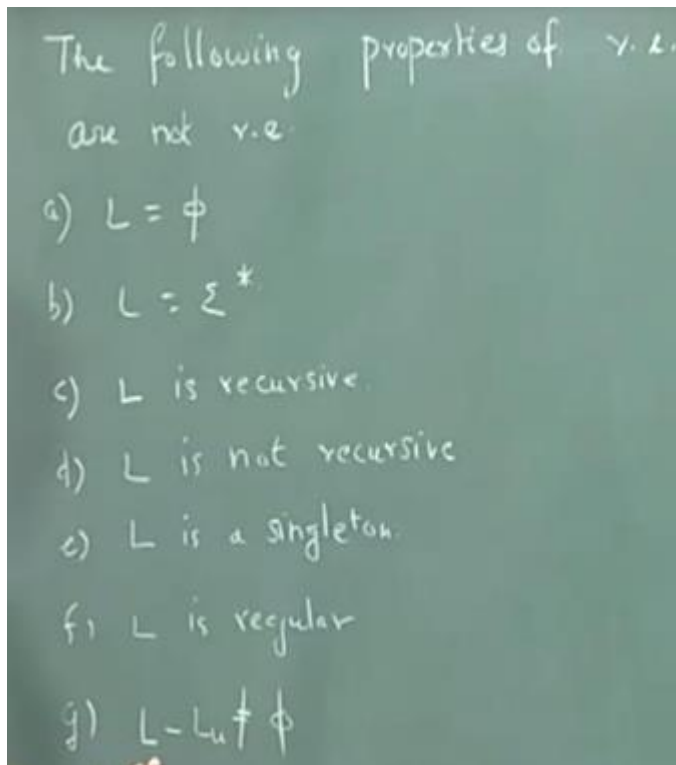 The following properties of r.e.
are not r.e.
a) L = ϕ
b) L = Σ*
c) L is recursive.
d) L is not recursive
e) L is a singleton.
f) L is regular
g) L - Lu ≠ ϕ